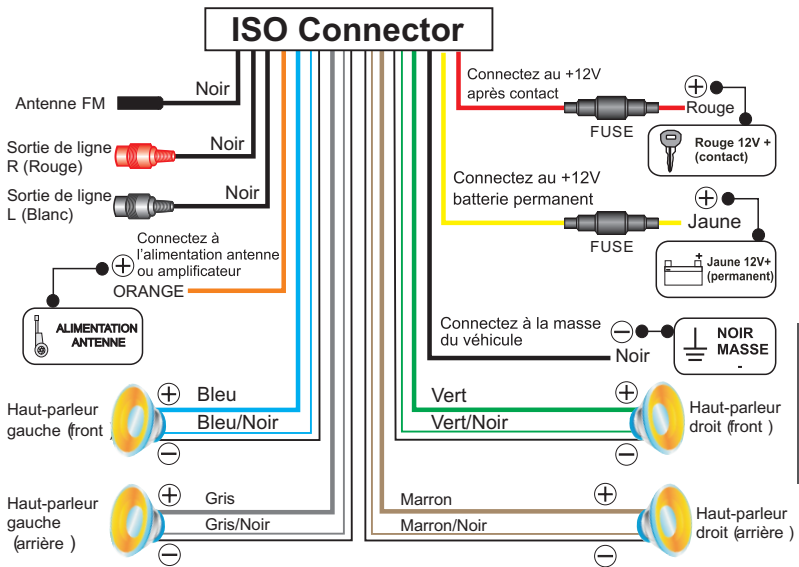 ISO Connector
Antenne FM
Noir
Sortie de ligne
R (Rouge)
Noir
Sortie de ligne
L (Blanc)
Noir
Connectez à
l'alimentation antenne
ou amplificateur
+
ORANGE
ALIMENTATION
ANTENNE
Connectez au +12V
après contact
FUSE
+
Rouge
Rouge 12V +
(contact)
Connectez au +12V
batterie permanent
FUSE
+
Jaune
+
Jaune 12V+
(permanent)
Connectez à la masse
du véhicule
−
Noir
NOIR
MASSE
-
Haut-parleur
gauche (front )
+
Bleu
Bleu/Noir
−
Vert
Vert/Noir
+
−
Haut-parleur
droit (front )
Haut-parleur
gauche
(arrière )
+
Gris
Gris/Noir
−
Marron
Marron/Noir
+
−
Haut-parleur
droit (arrière )